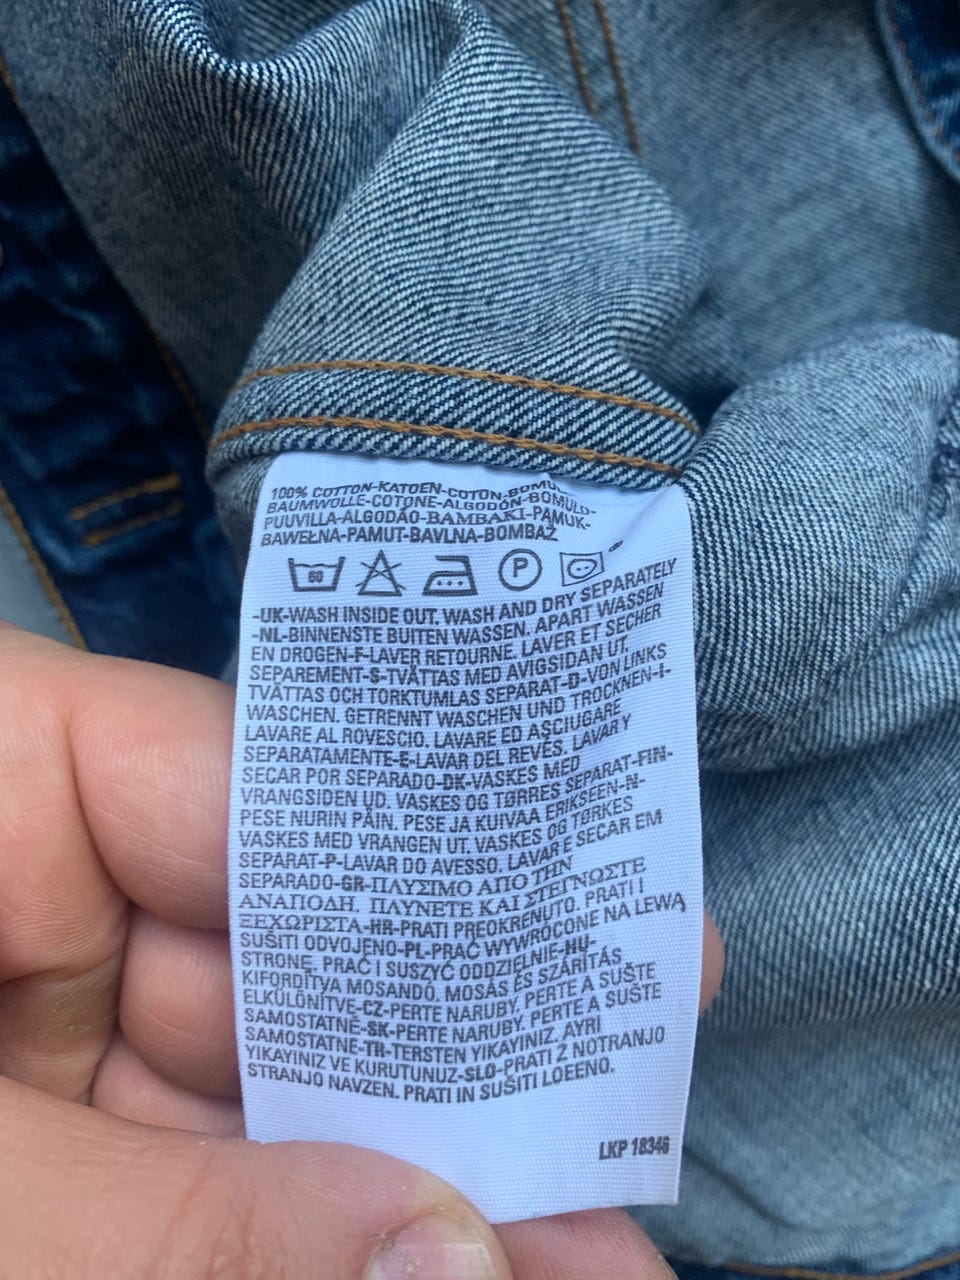 100% COTTON-KATOEN-COTON-BOMULL-
BAUMWOLLE-COTONE-ALGODÓN-BOMULD-
PUUVILLA-ALGODÃO-ΒΑΜΒΑΚΙ-PAMUK-
BAWEŁNA-PAMUT-BAVLNA-BOMBAŽ
60 P ®
-UK-WASH INSIDE OUT. WASH AND DRY SEPARATELY
-NL-BINNENSTE BUITEN WASSEN. APART WASSEN
EN DROGEN-F-LAVER RETOURNE. LAVER ET SECHER
SEPAREMENT-S-TVÄTTAS MED AVIGSIDAN UT.
TVÄTTAS OCH TORKTUMLAS SEPARAT-D-VON LINKS
WASCHEN. GETRENNT WASCHEN UND TROCKNEN-I-
LAVARE AL ROVESCIO. LAVARE ED ASCIUGARE
SEPARATAMENTE-E-LAVAR DEL REVÉS. LAVAR Y
SECAR POR SEPARADO-DK-VASKES MED
VRANGSIDEN UD. VASKES OG TØRRES SEPARAT-FIN-
PESE NURIN PÄIN. PESE JA KUIVAA ERIKSEEN-N-
VASKES MED VRANGEN UT. VASKES OG TØRKES
SEPARAT-P-LAVAR DO AVESSO. LAVAR E SECAR EM
SEPARADO-GR-ΠΛΥΣΙΜΟ ΑΠΟ ΤΗΝ
ΑΝΑΠΟΔΗ. ΠΛΥΝΕΤΕ ΚΑΙ ΣΤΕΓΝΩΣΤΕ
ΞΕΧΩΡΙΣΤΑ-HR-PRATI PREOKRENUTO. PRATI I
SUŠITI ODVOJENO-PL-PRAĆ WYWRÓCONE NA LEWĄ
STRONĘ. PRAĆ I SUSZYĆ ODDZIELNIE-HU-
KIFORDÍTVA MOSANDÓ. MOSÁS ÉS SZÁRÍTÁS
ELKÜLÖNÍTVE-CZ-PERTE NARUBY. PERTE A SUŠTE
SAMOSTATNĚ-SK-PERTE NARUBY. PERTE A SUŠTE
SAMOSTATNE-TR-TERSTEN YIKAYINIZ. AYRI
YIKAYINIZ VE KURUTUNUZ-SLO-PRATI Z NOTRANJO
STRANJO NAVZEN. PRATI IN SUŠITI LOEENO.
LKP 18346